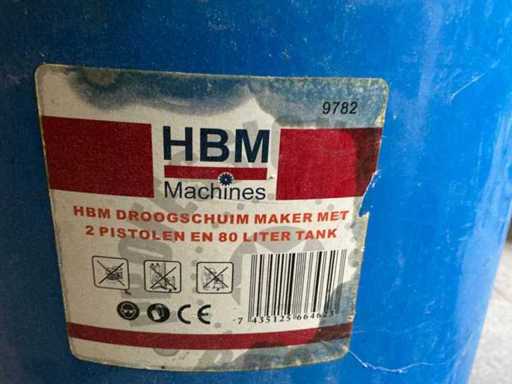 9782
HBM
Machines
HBM DROOGSCHUIM MAKER MET
2 PISTOLEN EN 80 LITER TANK
CE